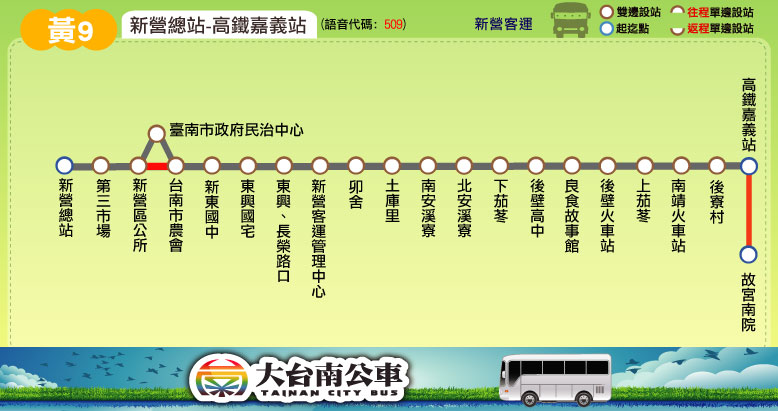 黃9
新營總站-高鐵嘉義站
(語音代碼: 509)
新營客運
雙邊設站
往程單邊設站
起迄點
返程單邊設站
臺南市政府民治中心
新營總站
第三市場
新營區公所
台南市農會
新東國中
東興國宅
東興、長榮路口
新營客運管理中心
卯舍
土庫里
南安溪寮
北安溪寮
下茄苳
後壁高中
良食故事館
後壁火車站
上茄苳
南靖火車站
後寮村
高鐵嘉義站
故宮南院
大台南公車
TAINAN CITY BUS